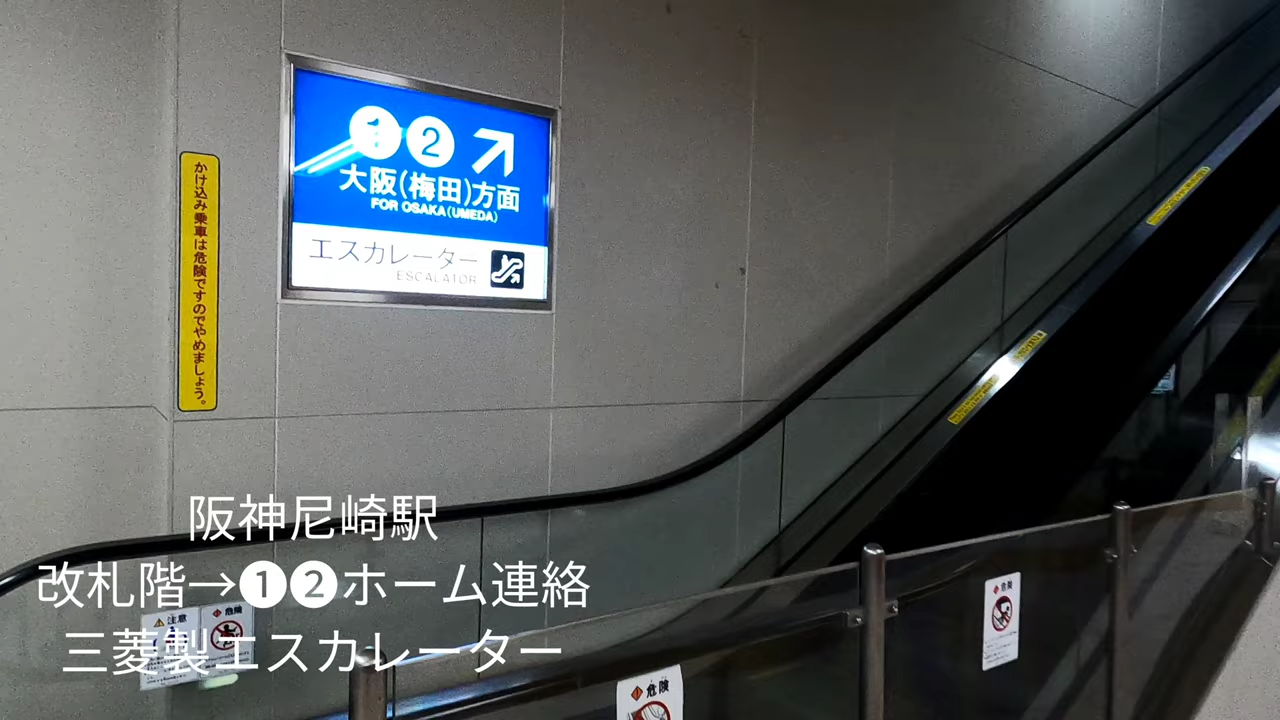 ❶❷↗
大阪(梅田)方面
FOR OSAKA(UMEDA)
エスカレーター
ESCALATOR
かけ込み乗車は危険ですのでやめましょう。
阪神尼崎駅
改札階→❶❷ホーム連絡
三菱製エスカレーター
注意
危険
危険
危険